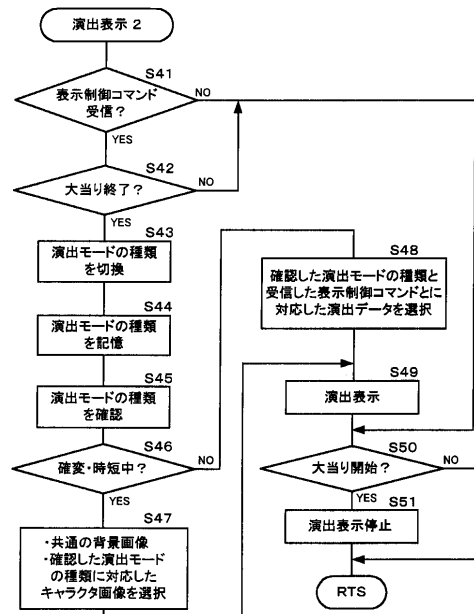 演出表示2
S41
表示制御コマンド
受信？
NO
YES
S42
大当り終了？
NO
YES
S43
演出モードの種類
を切換
S44
演出モードの種類
を記憶
S45
演出モードの種類
を確認
S46
確変・時短中？
NO
YES
S47
・共通の背景画像
・確認した演出モード
の種類に対応した
キャラクタ画像を選択
S48
確認した演出モードの種類と
受信した表示制御コマンドとに
対応した演出データを選択
S49
演出表示
S50
大当り開始？
NO
YES
S51
演出表示停止
RTS